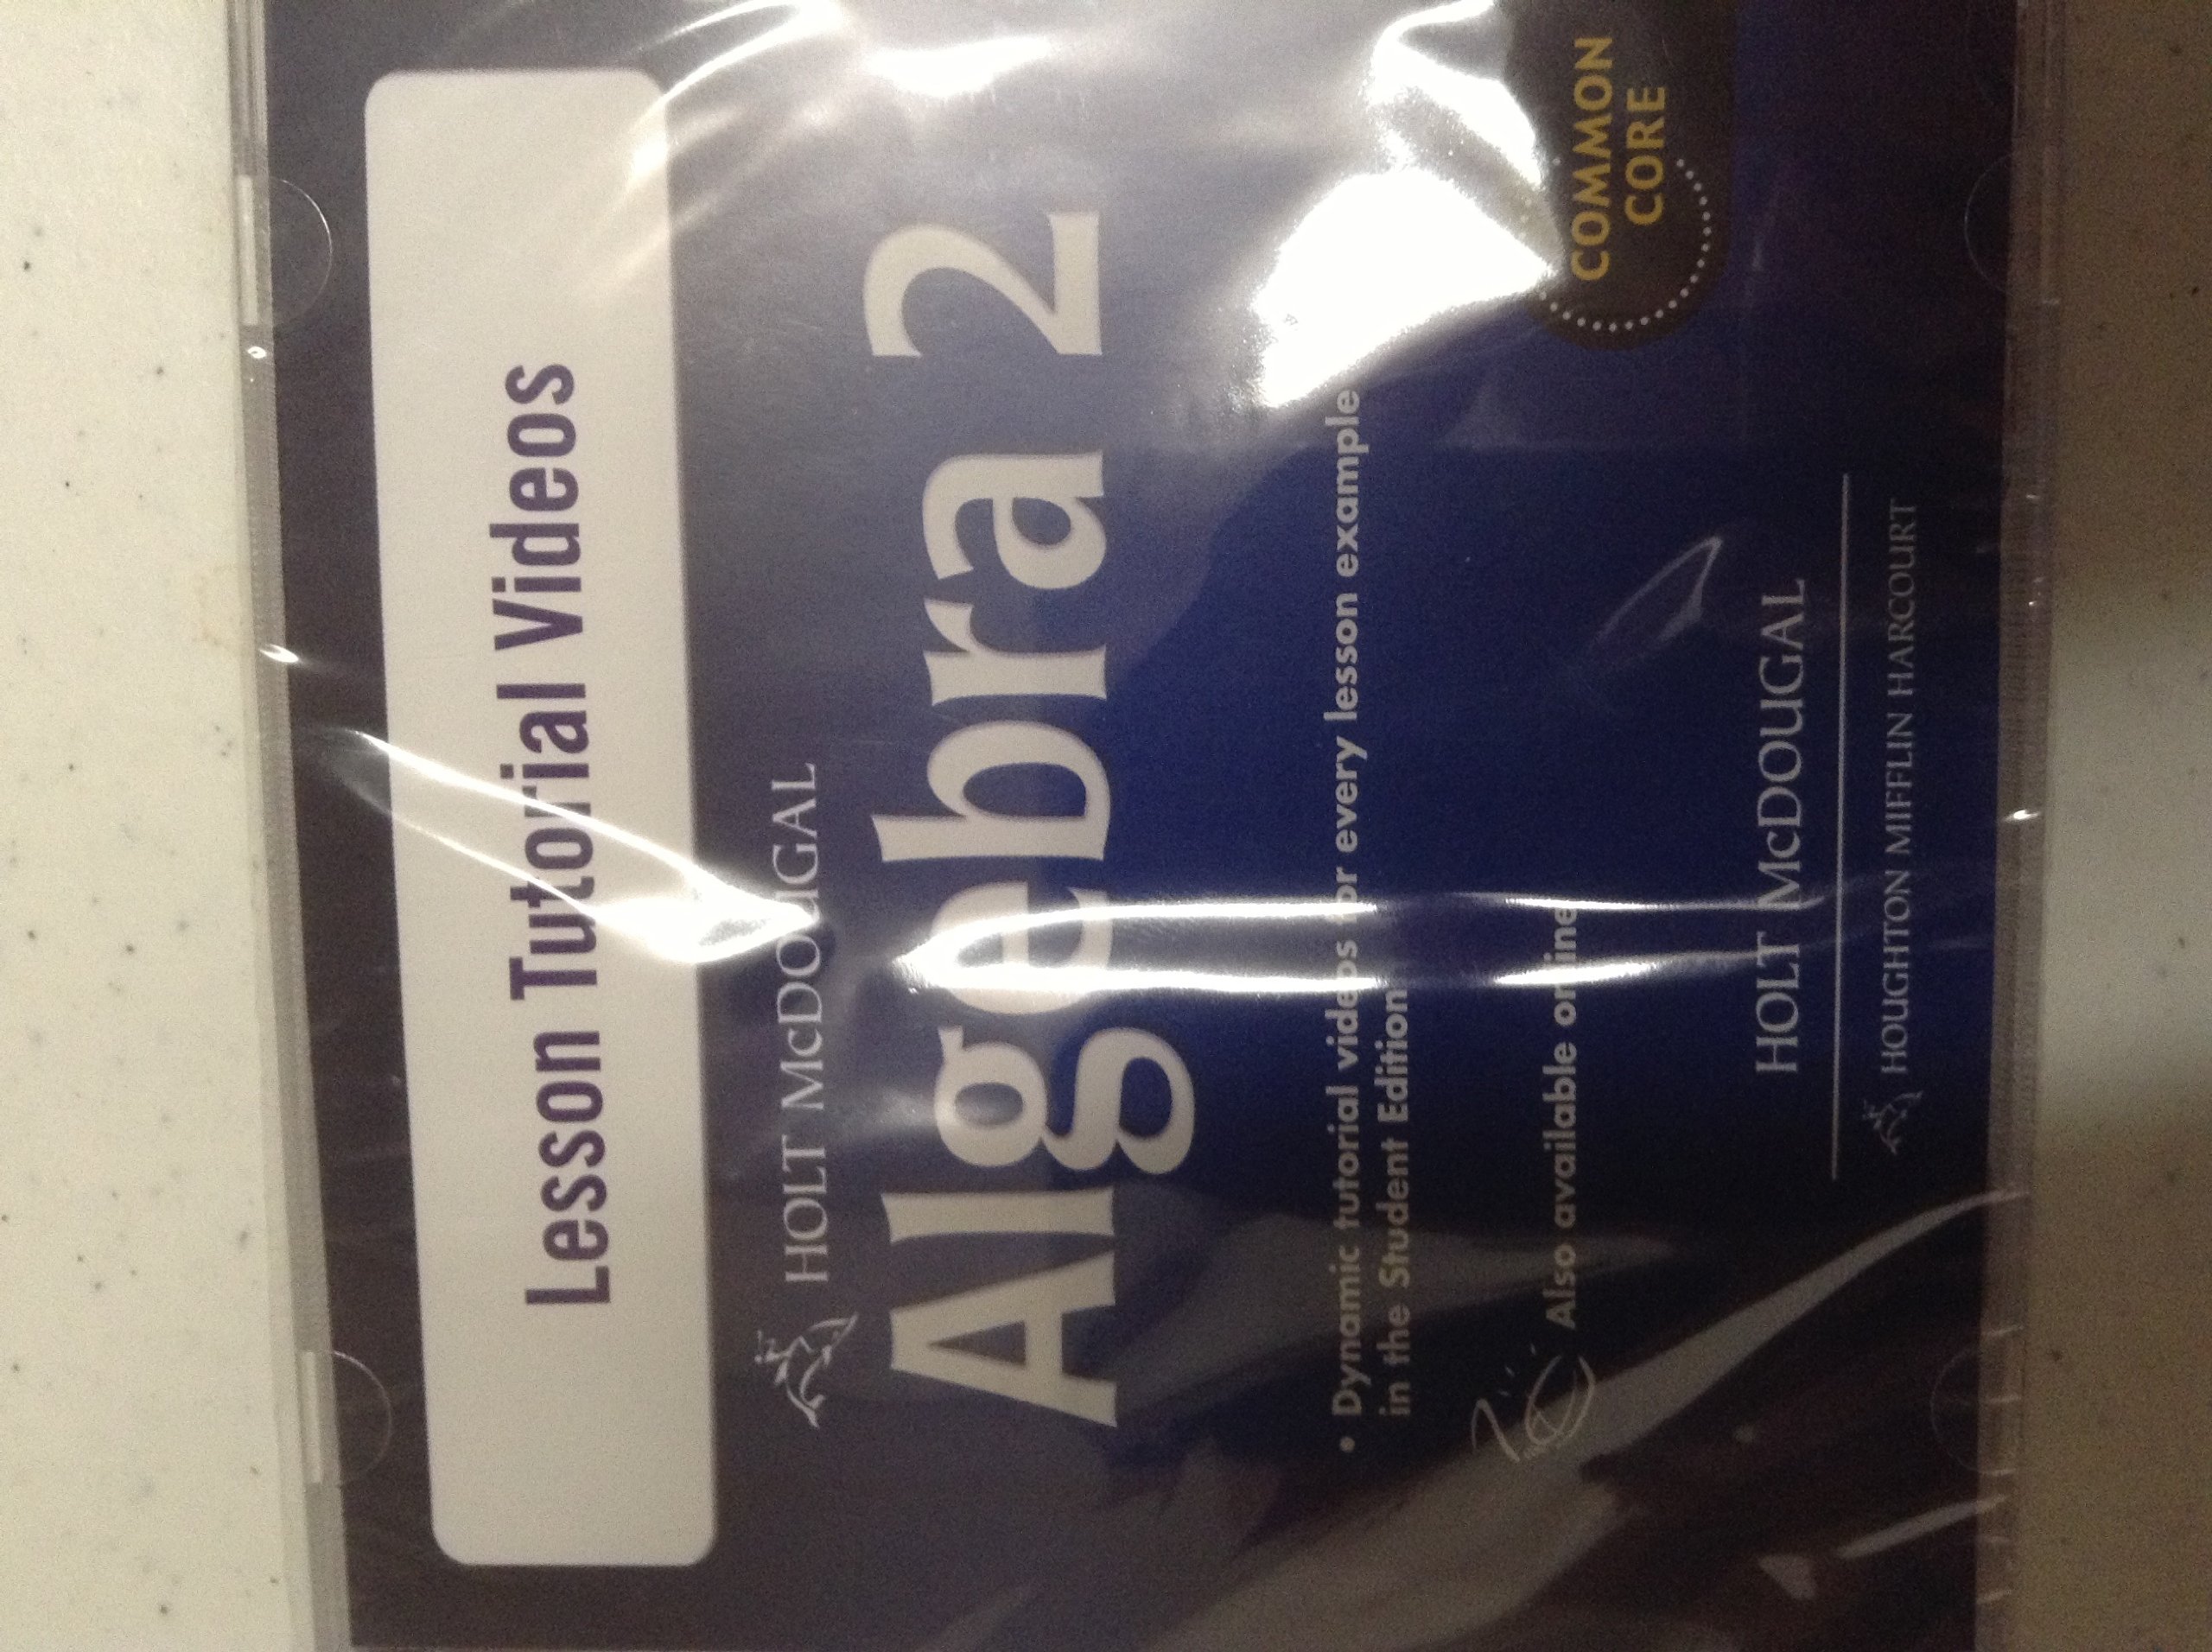 Lesson Tutorial Videos
HOLT McDOUGAL
Algebra 2
• Dynamic tutorial videos for every lesson example
in the Student Edition
Also available online
COMMON
CORE
HOLT McDOUGAL
HOUGHTON MIFFLIN HARCOURT